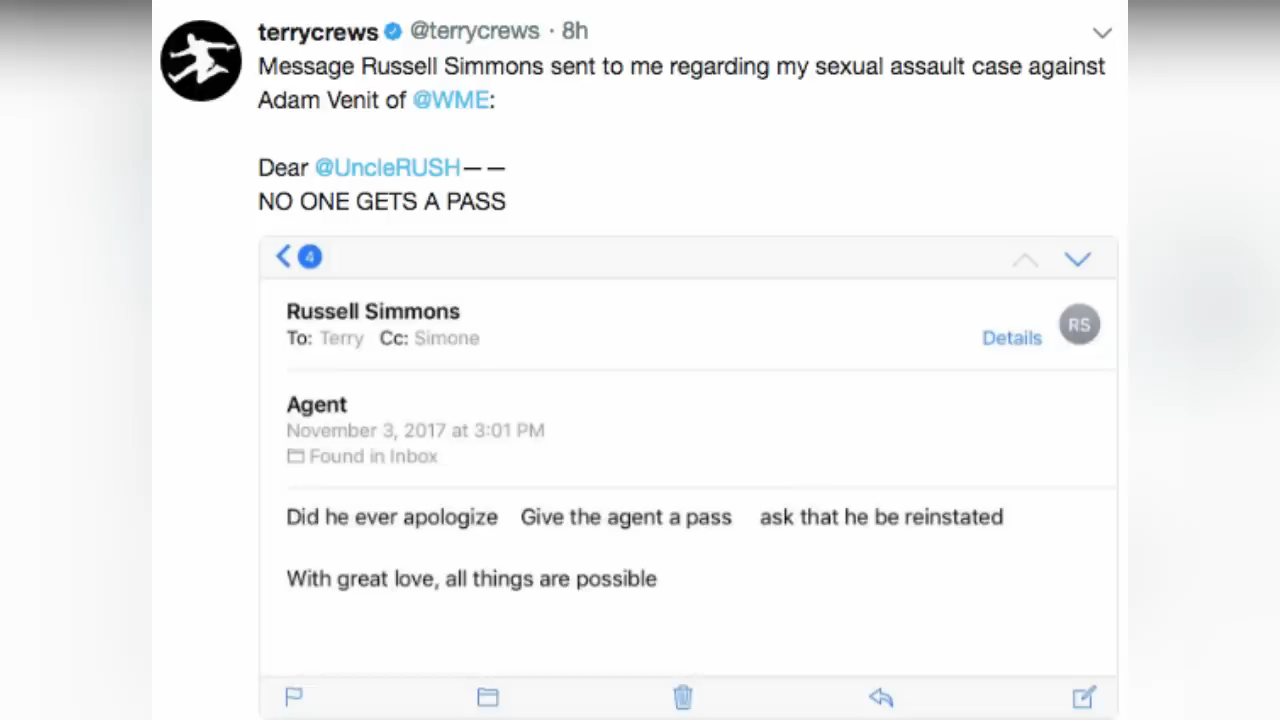 terrycrews @terrycrews · 8h
Message Russell Simmons sent to me regarding my sexual assault case against
Adam Venit of @WME:
Dear @UncleRUSH——
NO ONE GETS A PASS
4
Russell Simmons
To: Terry Cc: Simone
Details
RS
Agent
November 3, 2017 at 3:01 PM
Found in Inbox
Did he ever apologize Give the agent a pass ask that he be reinstated
With great love, all things are possible